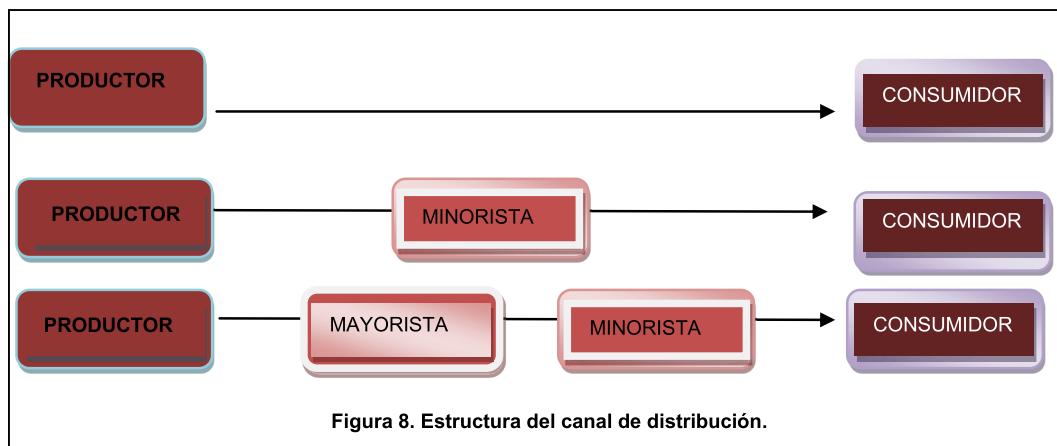 PRODUCTOR
CONSUMIDOR
PRODUCTOR
MINORISTA
CONSUMIDOR
PRODUCTOR
MAYORISTA
MINORISTA
CONSUMIDOR
Figura 8. Estructura del canal de distribución.